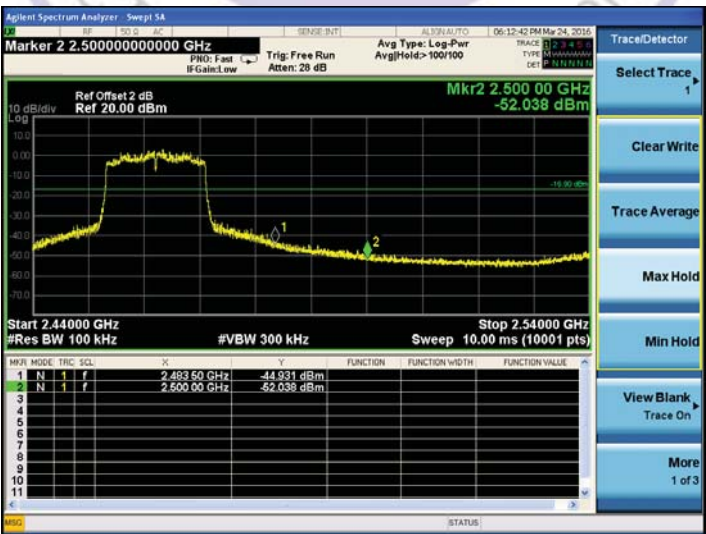 Agilent Spectrum Analyzer - Swept SA
RF 50 Ω AC SENSE:INT ALIGN AUTO 06:12:42 PM Mar 24, 2016
Marker 2 2.500000000000 GHz
PNO: Fast Trig: Free Run Avg Type: Log-Pwr TRACE 1 2 3 4 5 6
IFGain:Low Atten: 28 dB Avg|Hold:>100/100 TYPE M
DET P N N N N N
Mkr2 2.500 00 GHz
Ref Offset 2 dB
10 dB/div Ref 20.00 dBm -52.038 dBm
Log
10.0
0.00
-10.0
-16.90 dBm
-20.0
-30.0
-40.0
1
2
-50.0
-60.0
-70.0
Start 2.44000 GHz Stop 2.54000 GHz
#Res BW 100 kHz #VBW 300 kHz Sweep 10.00 ms (10001 pts)
MKR MODE TRC SCL X Y FUNCTION FUNCTION WIDTH FUNCTION VALUE
1 N 1 f 2.483 50 GHz -44.931 dBm
2 N 1 f 2.500 00 GHz -52.038 dBm
3
4
5
6
7
8
9
10
11
MSG STATUS
Trace/Detector
Select Trace
1
Clear Write
Trace Average
Max Hold
Min Hold
View Blank
Trace On
More
1 of 3